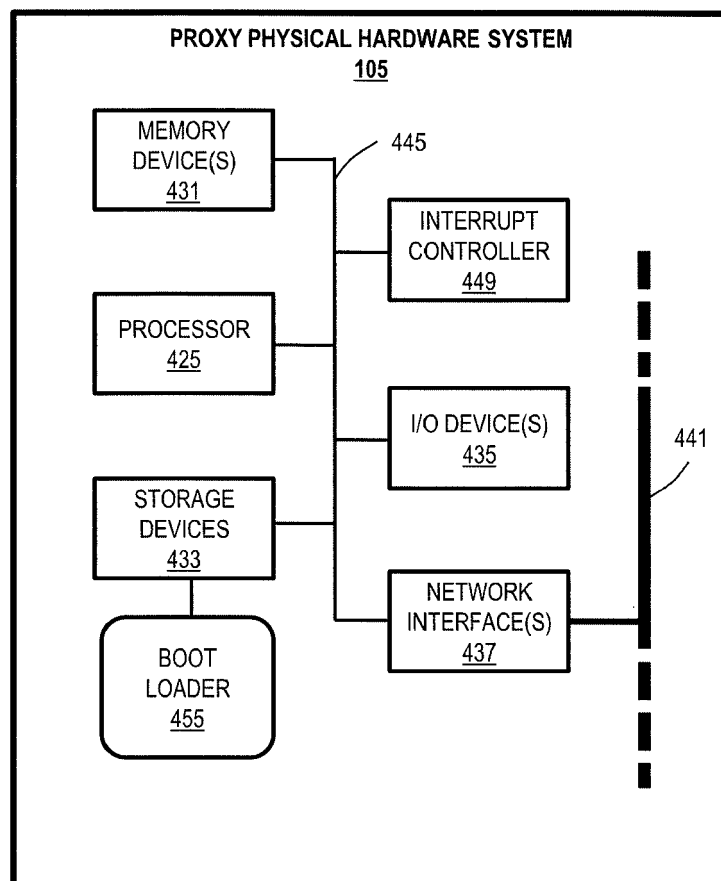 PROXY PHYSICAL HARDWARE SYSTEM
105
MEMORY
DEVICE(S)
431
445
INTERRUPT
CONTROLLER
449
PROCESSOR
425
I/O DEVICE(S)
435
441
STORAGE
DEVICES
433
NETWORK
INTERFACE(S)
437
BOOT
LOADER
455